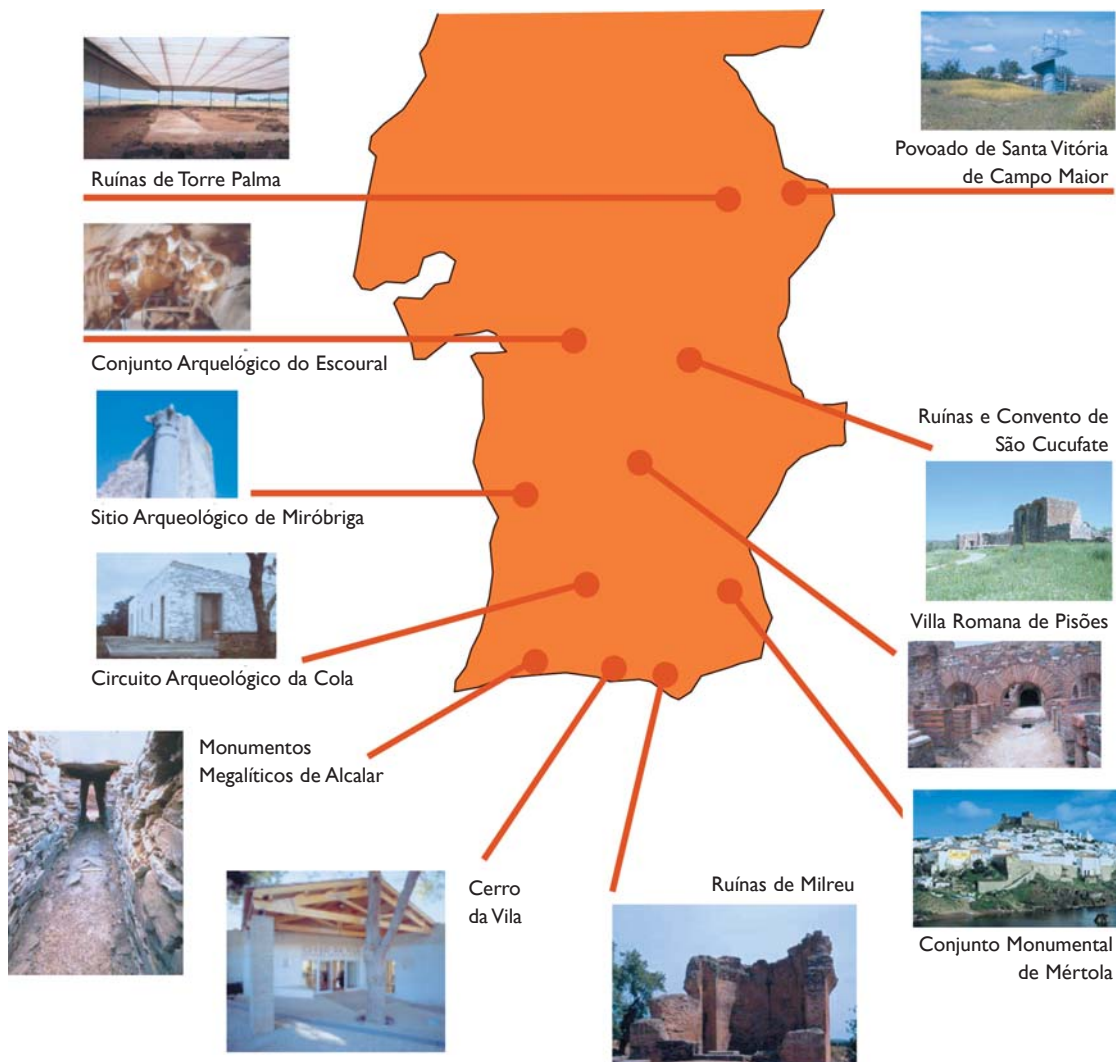 Ruínas de Torre Palma
Povoado de Santa Vitória
de Campo Maior
Conjunto Arquelógico do Escoural
Ruínas e Convento de
São Cucufate
Sitio Arqueológico de Miróbriga
Villa Romana de Pisões
Circuito Arqueológico da Cola
Monumentos
Megalíticos de Alcalar
Cerro
da Vila
Ruínas de Milreu
Conjunto Monumental
de Mértola